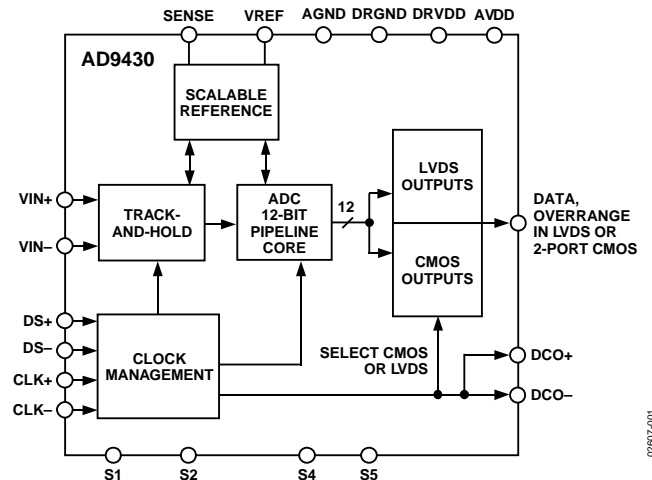 SENSE VREF AGND DRGND DRVDD AVDD
AD9430
SCALABLE
REFERENCE
VIN+
VIN–
TRACK-
AND-HOLD
ADC
12-BIT
PIPELINE
CORE
12
LVDS
OUTPUTS
CMOS
OUTPUTS
DATA,
OVERRANGE
IN LVDS OR
2-PORT CMOS
DS+
DS–
CLK+
CLK–
CLOCK
MANAGEMENT
SELECT CMOS
OR LVDS
DCO+
DCO–
S1 S2 S4 S5
02607-001